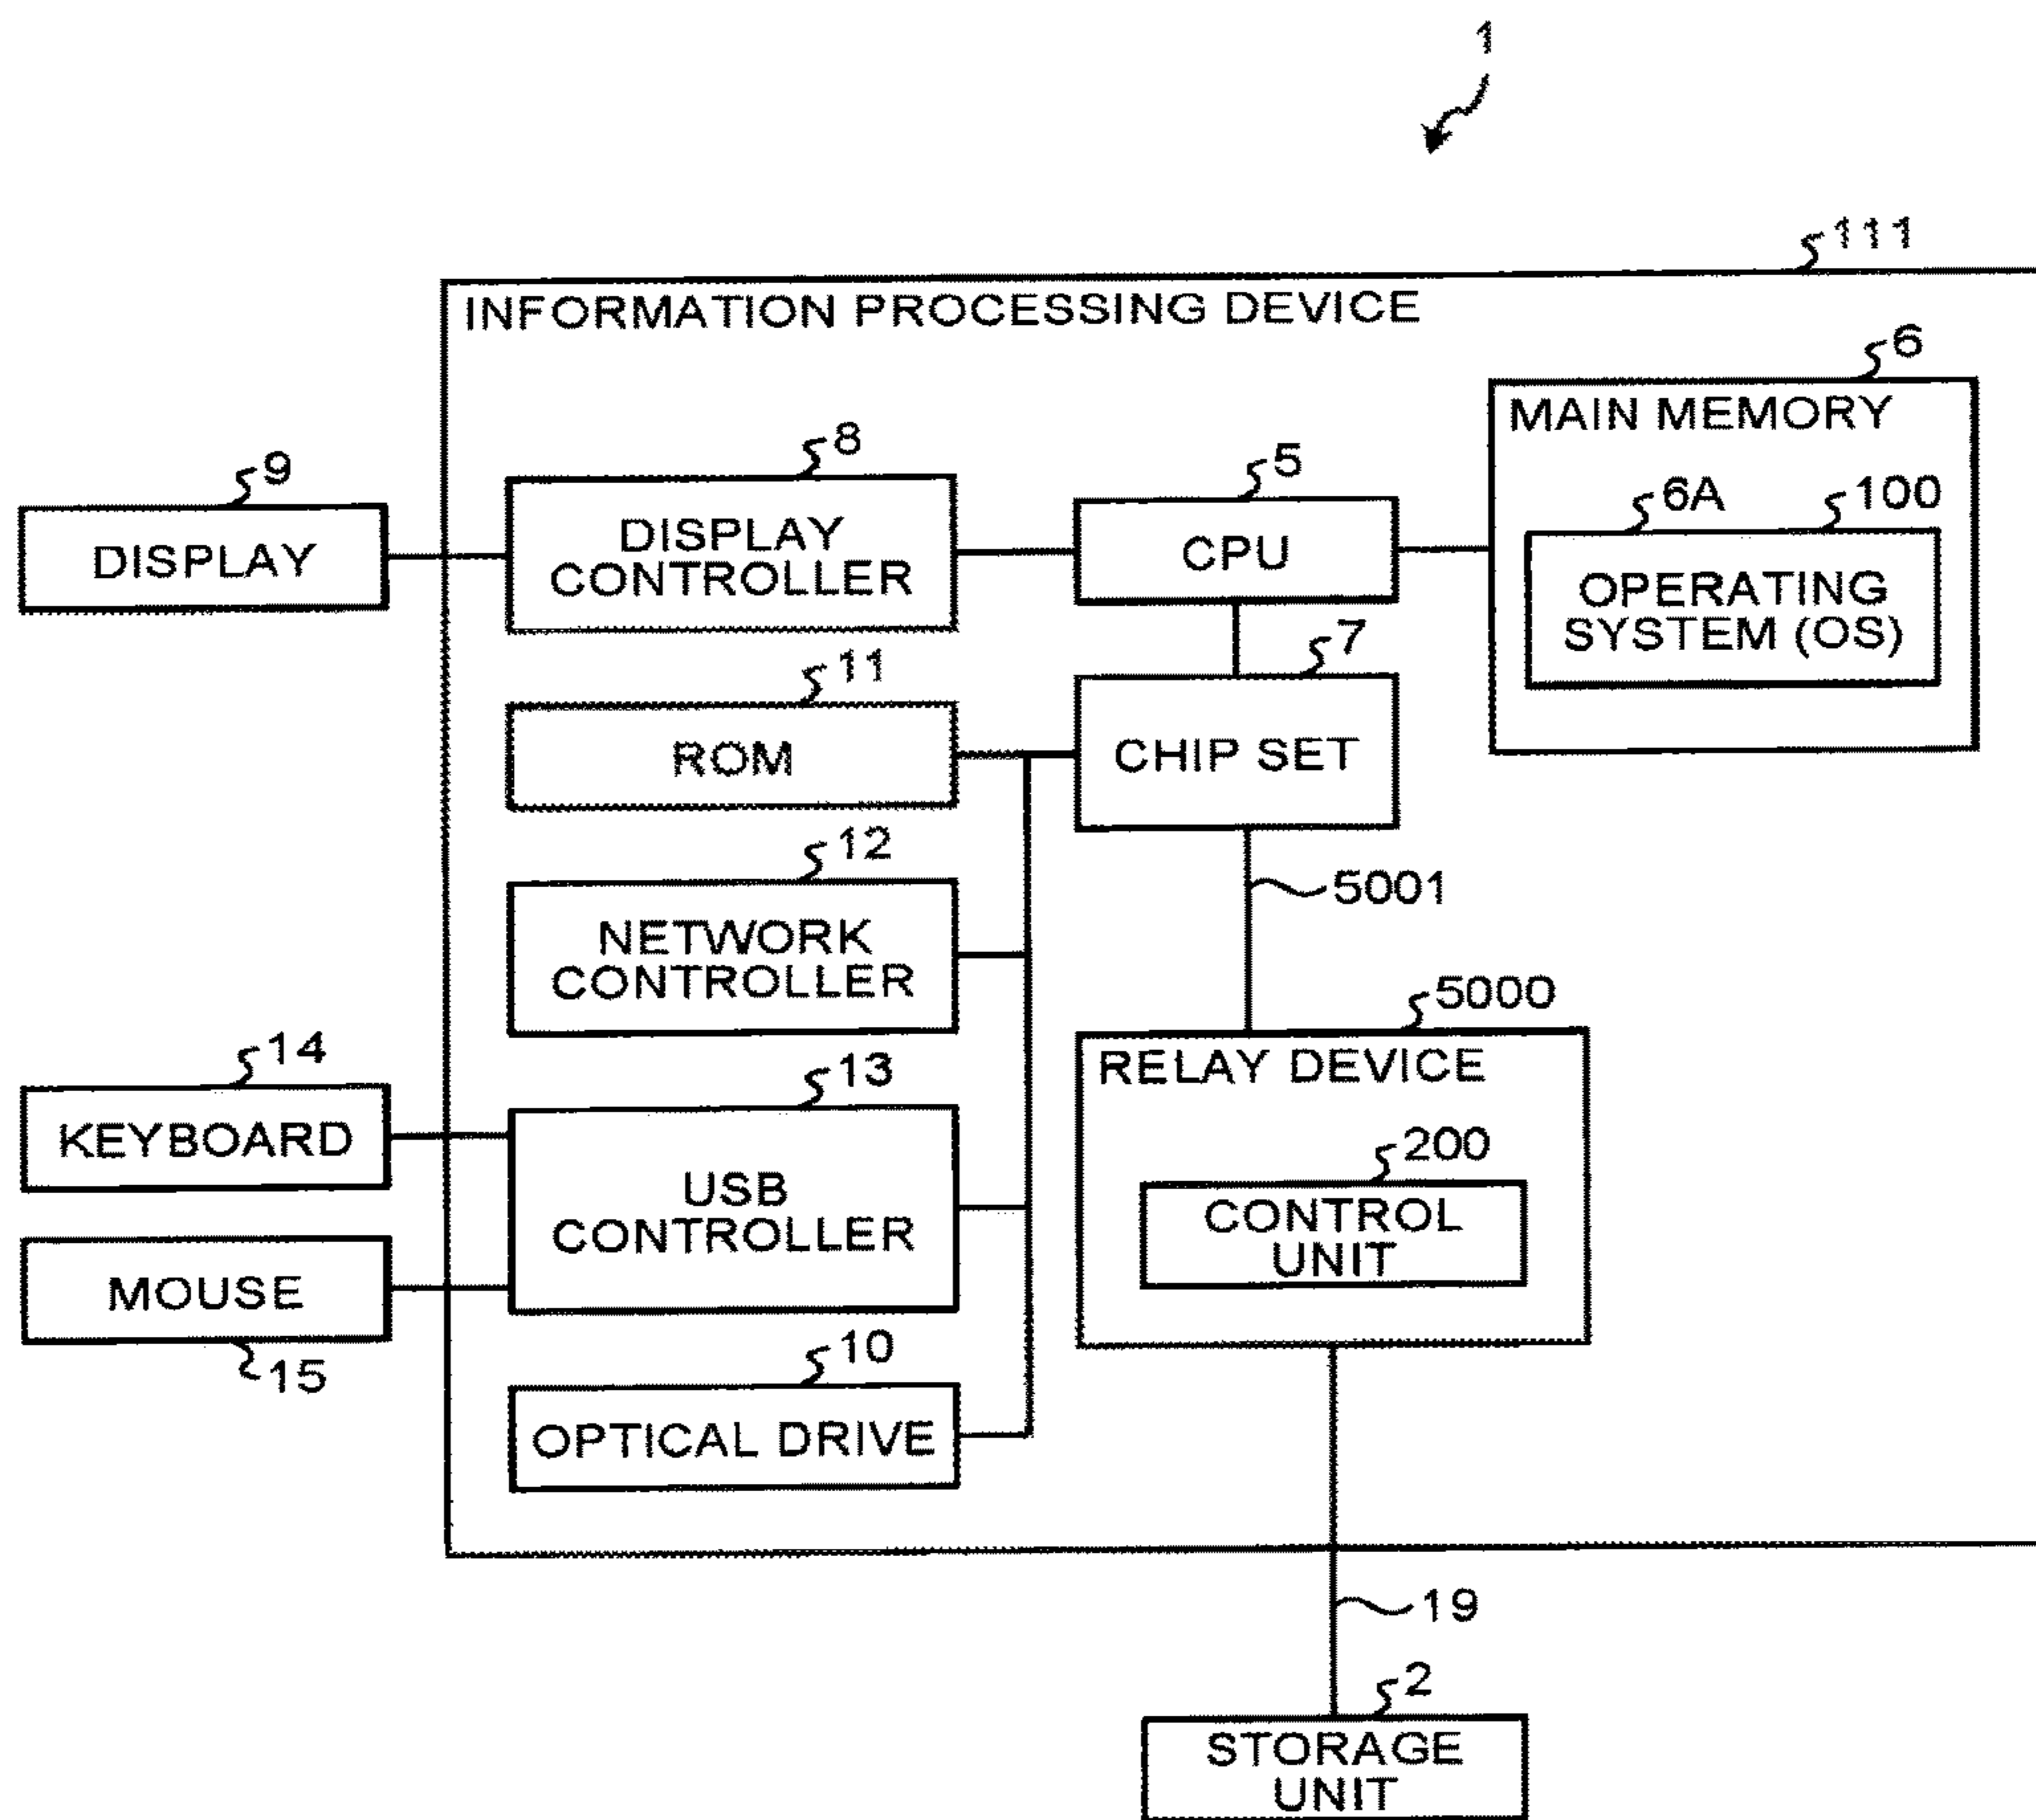 1
111
INFORMATION PROCESSING DEVICE
6
MAIN MEMORY
8
5
9
6A
100
DISPLAY
DISPLAY
CONTROLLER
CPU
OPERATING
SYSTEM (OS)
11
7
ROM
CHIP SET
12
5001
NETWORK
CONTROLLER
5000
14
13
RELAY DEVICE
KEYBOARD
200
USB
CONTROLLER
CONTROL
UNIT
MOUSE
15
10
OPTICAL DRIVE
19
2
STORAGE
UNIT